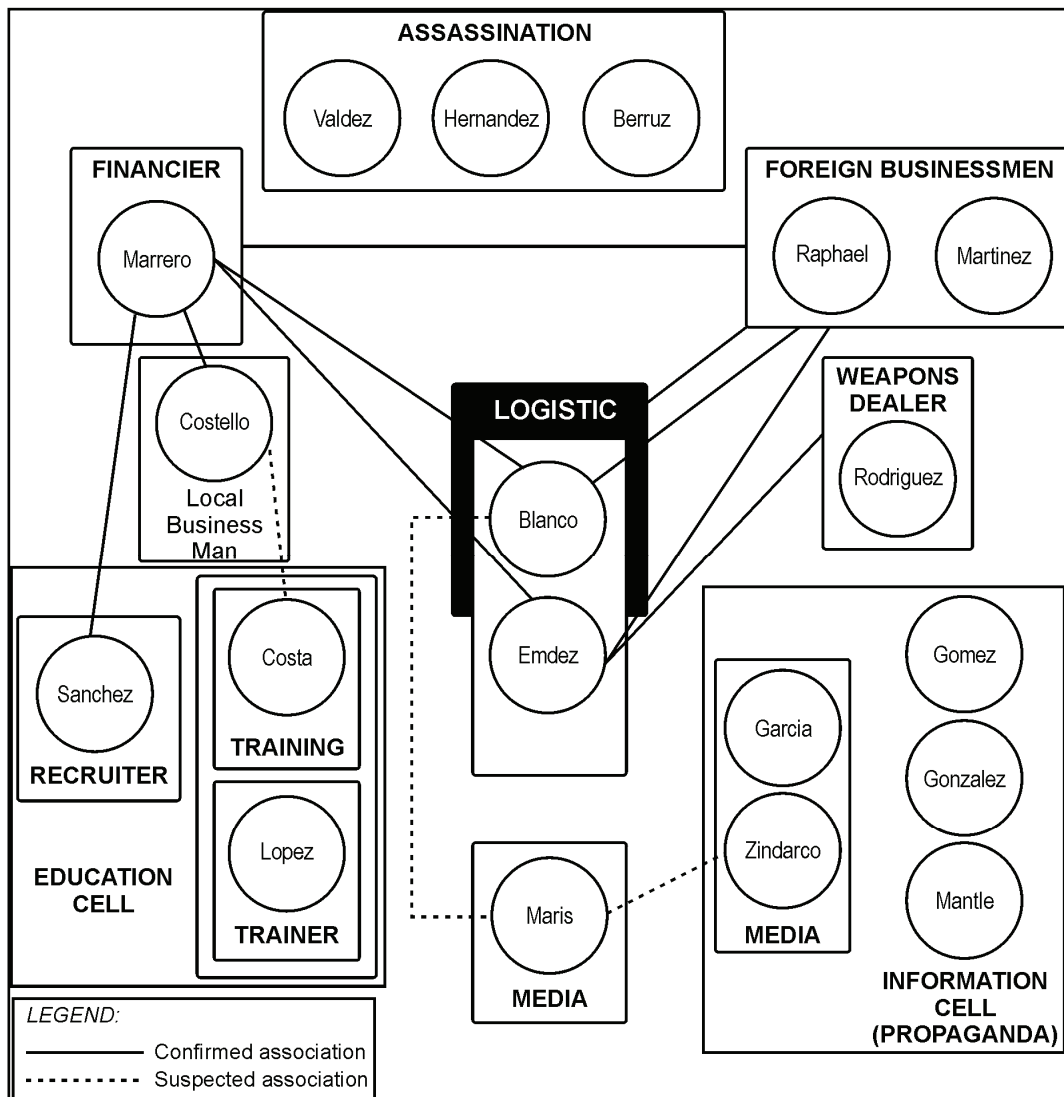 ASSASSINATION
Valdez
Hernandez
Berruz
FINANCIER
Marrero
FOREIGN BUSINESSMEN
Raphael
Martinez
Costello
Local
Business
Man
LOGISTIC
Blanco
Emdez
WEAPONS
DEALER
Rodriguez
Sanchez
RECRUITER
Costa
TRAINING
Lopez
TRAINER
EDUCATION
CELL
Maris
MEDIA
Garcia
Zindarco
MEDIA
Gomez
Gonzalez
Mantle
INFORMATION
CELL
(PROPAGANDA)
LEGEND:
Confirmed association
Suspected association